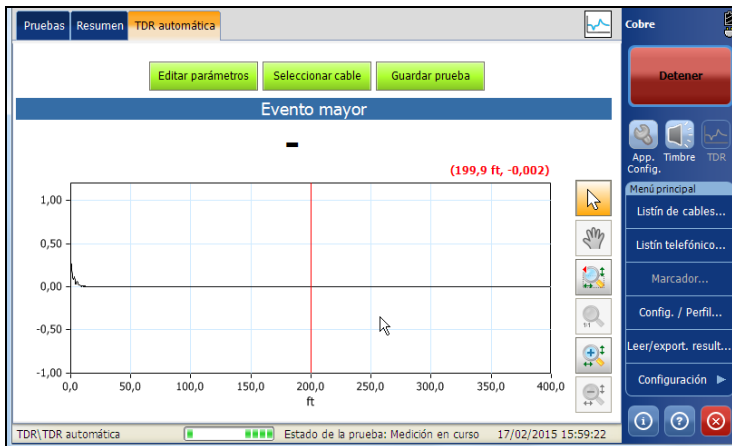 Pruebas Resumen TDR automática
Editar parámetros Seleccionar cable Guardar prueba
Evento mayor
-
(199,9 ft, -0,002)
1,00
0,50
0,00
-0,50
-1,00
0,0 50,0 100,0 150,0 200,0 250,0 300,0 350,0 400,0
ft
1:1
TDR\TDR automática Estado de la prueba: Medición en curso 17/02/2015 15:59:22
Cobre
Detener
App. Config. Timbre TDR
Menú principal
Listín de cables...
Listín telefónico...
Marcador...
Config. / Perfil...
Leer/export. result...
Configuración